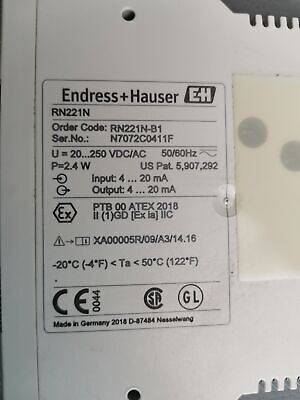 Endress+Hauser EH
RN221N
Order Code: RN221N-B1
Ser.No.: N7072C0411F
U = 20...250 VDC/AC 50/60Hz
P=2.4 W US Pat. 5,907,292
Input: 4 ... 20 mA
Output: 4 ... 20 mA
Ex PTB 00 ATEX 2018
II (1)GD [Ex ia] IIC
XA00005R/09/A3/14.16
-20°C (-4°F) < Ta < 50°C (122°F)
CE 0044 SA GL
Made in Germany 2018 D-87484 Nesselwang